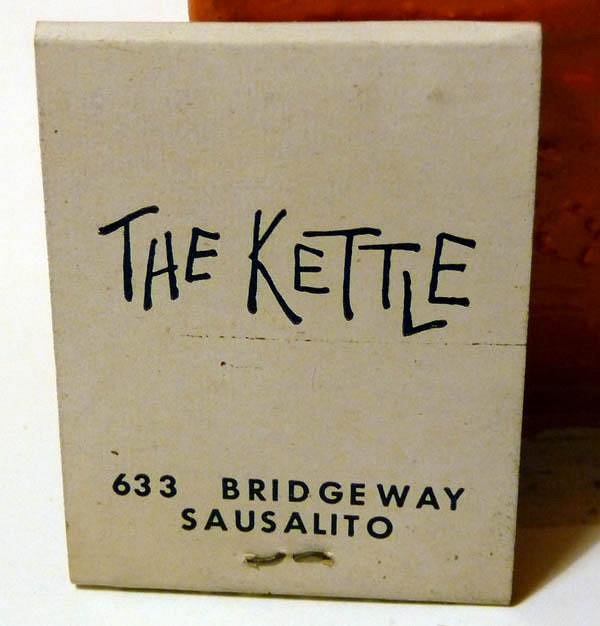 THE KETTLE
633 BRIDGEWAY
SAUSALITO